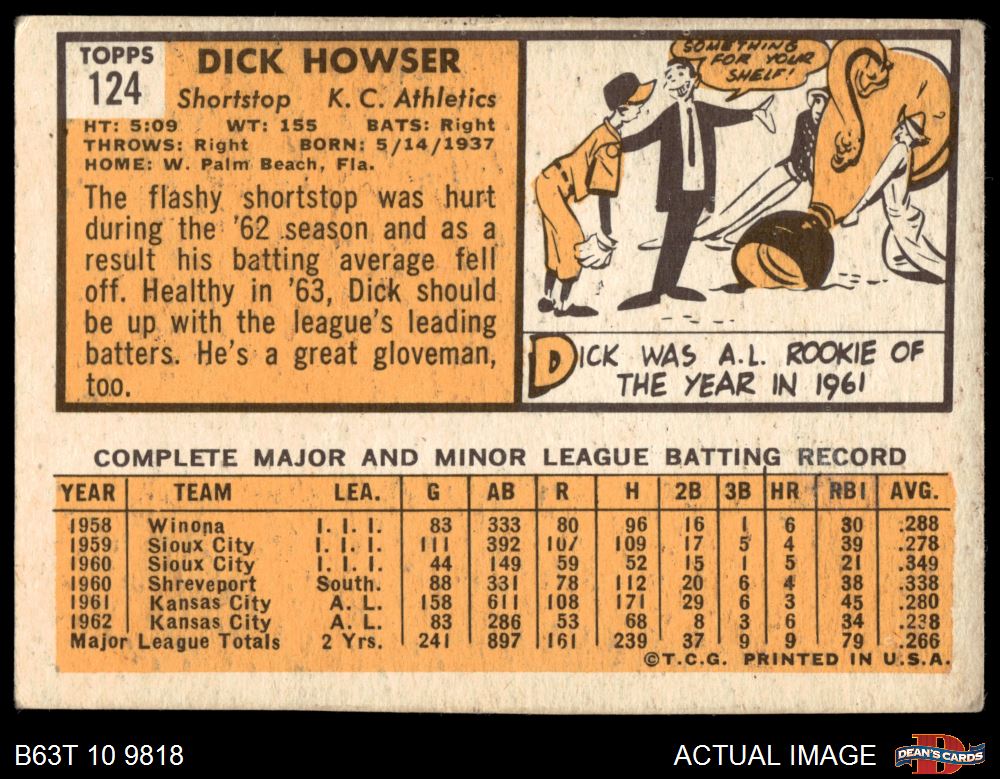 TOPPS
124
DICK HOWSER
Shortstop K. C. Athletics
HT: 5:09 WT: 155 BATS: Right
THROWS: Right BORN: 5/14/1937
HOME: W. Palm Beach, Fla.
The flashy shortstop was hurt
during the '62 season and as a
result his batting average fell
off. Healthy in '63, Dick should
be up with the league's leading
batters. He's a great gloveman,
too.
SOMETHING
FOR YOUR
SHELF!
DICK WAS A.L. ROOKIE OF
THE YEAR IN 1961
COMPLETE MAJOR AND MINOR LEAGUE BATTING RECORD
YEAR TEAM LEA. G AB R H 2B 3B HR RBI AVG.
1958 Winona I. I. I. 83 333 80 96 16 1 6 30 .288
1959 Sioux City I. I. I. 111 392 107 109 17 5 4 39 .278
1960 Sioux City I. I. I. 44 149 59 52 15 1 5 21 .349
1960 Shreveport South. 88 331 78 112 20 6 4 38 .338
1961 Kansas City A. L. 158 611 108 171 29 6 3 45 .280
1962 Kansas City A. L. 83 286 53 68 8 3 6 34 .238
Major League Totals 2 Yrs. 241 897 161 239 37 9 9 79 .266
©T.C.G. PRINTED IN U.S.A.
B63T 10 9818
ACTUAL IMAGE
D
DEAN'S CARDS